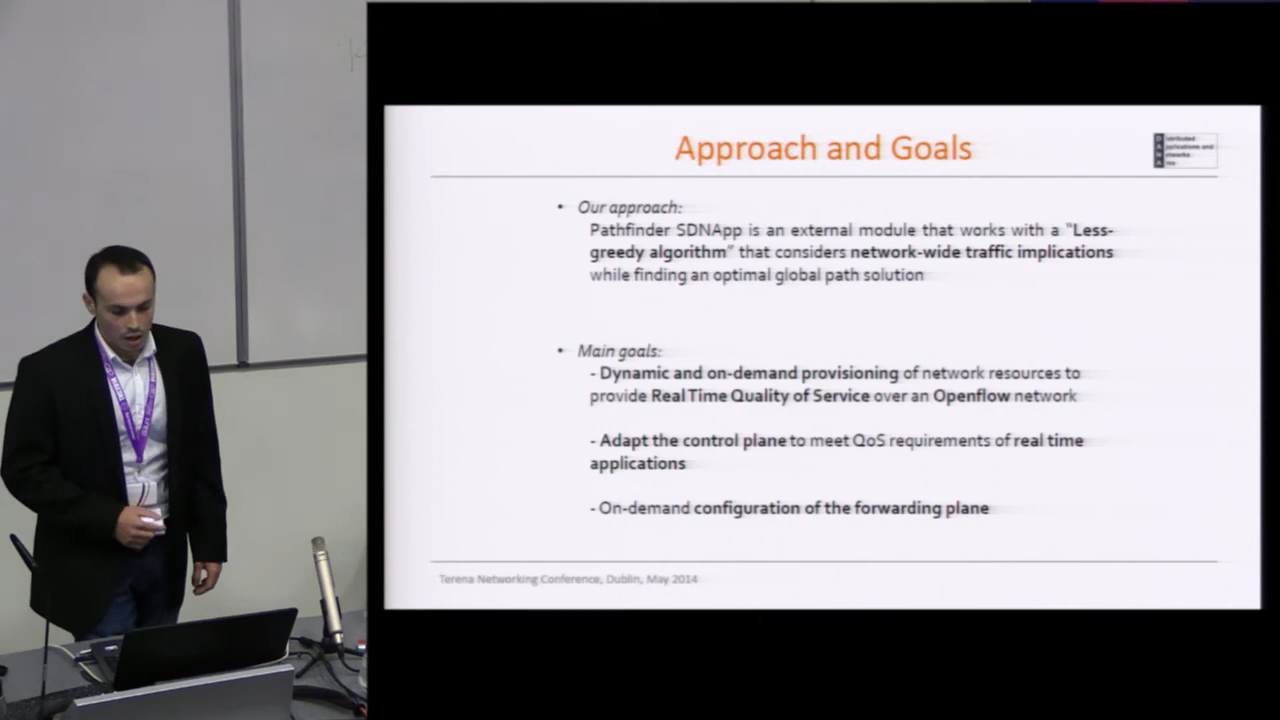 Approach and Goals
• Our approach:
Pathfinder SDNApp is an external module that works with a “Less-
greedy algorithm” that considers network-wide traffic implications
while finding an optimal global path solution
• Main goals:
- Dynamic and on-demand provisioning of network resources to
provide Real Time Quality of Service over an Openflow network
- Adapt the control plane to meet QoS requirements of real time
applications
- On-demand configuration of the forwarding plane
Terena Networking Conference, Dublin, May 2014